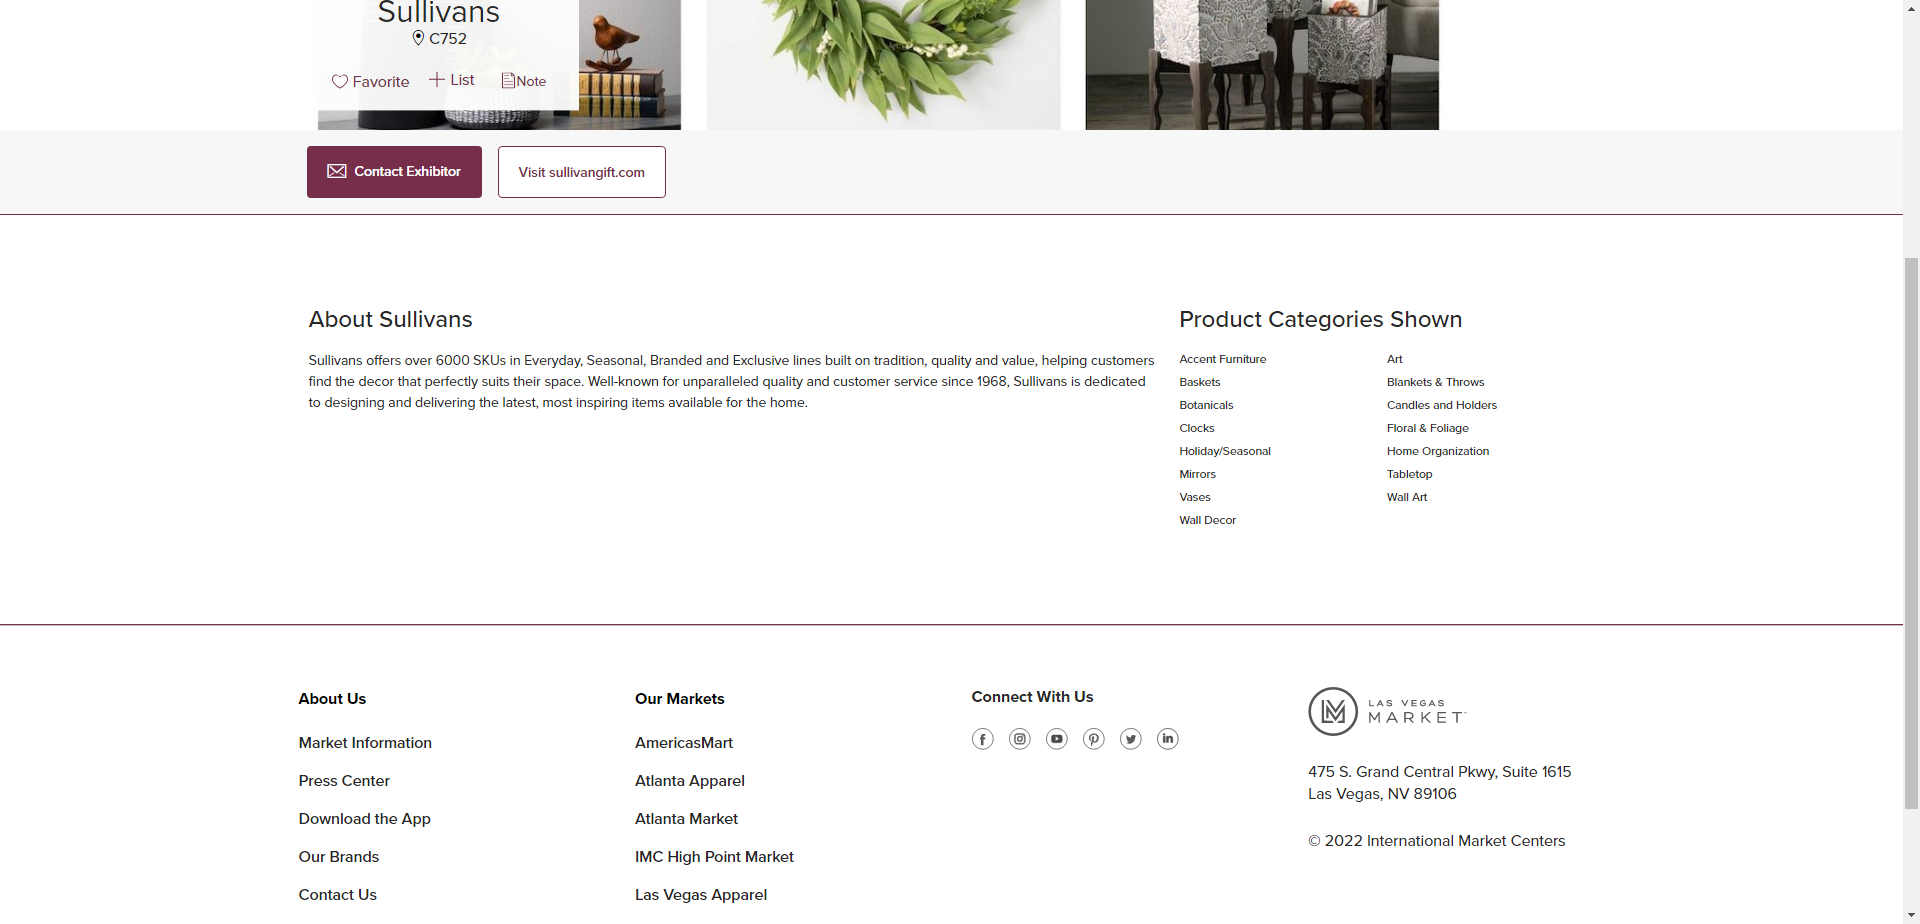 Sullivans
C752
Favorite
List
Note
Contact Exhibitor
Visit sullivangift.com
About Sullivans
Sullivans offers over 6000 SKUs in Everyday, Seasonal, Branded and Exclusive lines built on tradition, quality and value, helping customers
find the decor that perfectly suits their space. Well-known for unparalleled quality and customer service since 1968, Sullivans is dedicated
to designing and delivering the latest, most inspiring items available for the home.
Product Categories Shown
Accent Furniture
Baskets
Botanicals
Clocks
Holiday/Seasonal
Mirrors
Vases
Wall Decor
Art
Blankets & Throws
Candles and Holders
Floral & Foliage
Home Organization
Tabletop
Wall Art
About Us
Market Information
Press Center
Download the App
Our Brands
Contact Us
Our Markets
AmericasMart
Atlanta Apparel
Atlanta Market
IMC High Point Market
Las Vegas Apparel
Connect With Us
LAS VEGAS
MARKET
475 S. Grand Central Pkwy, Suite 1615
Las Vegas, NV 89106
© 2022 International Market Centers